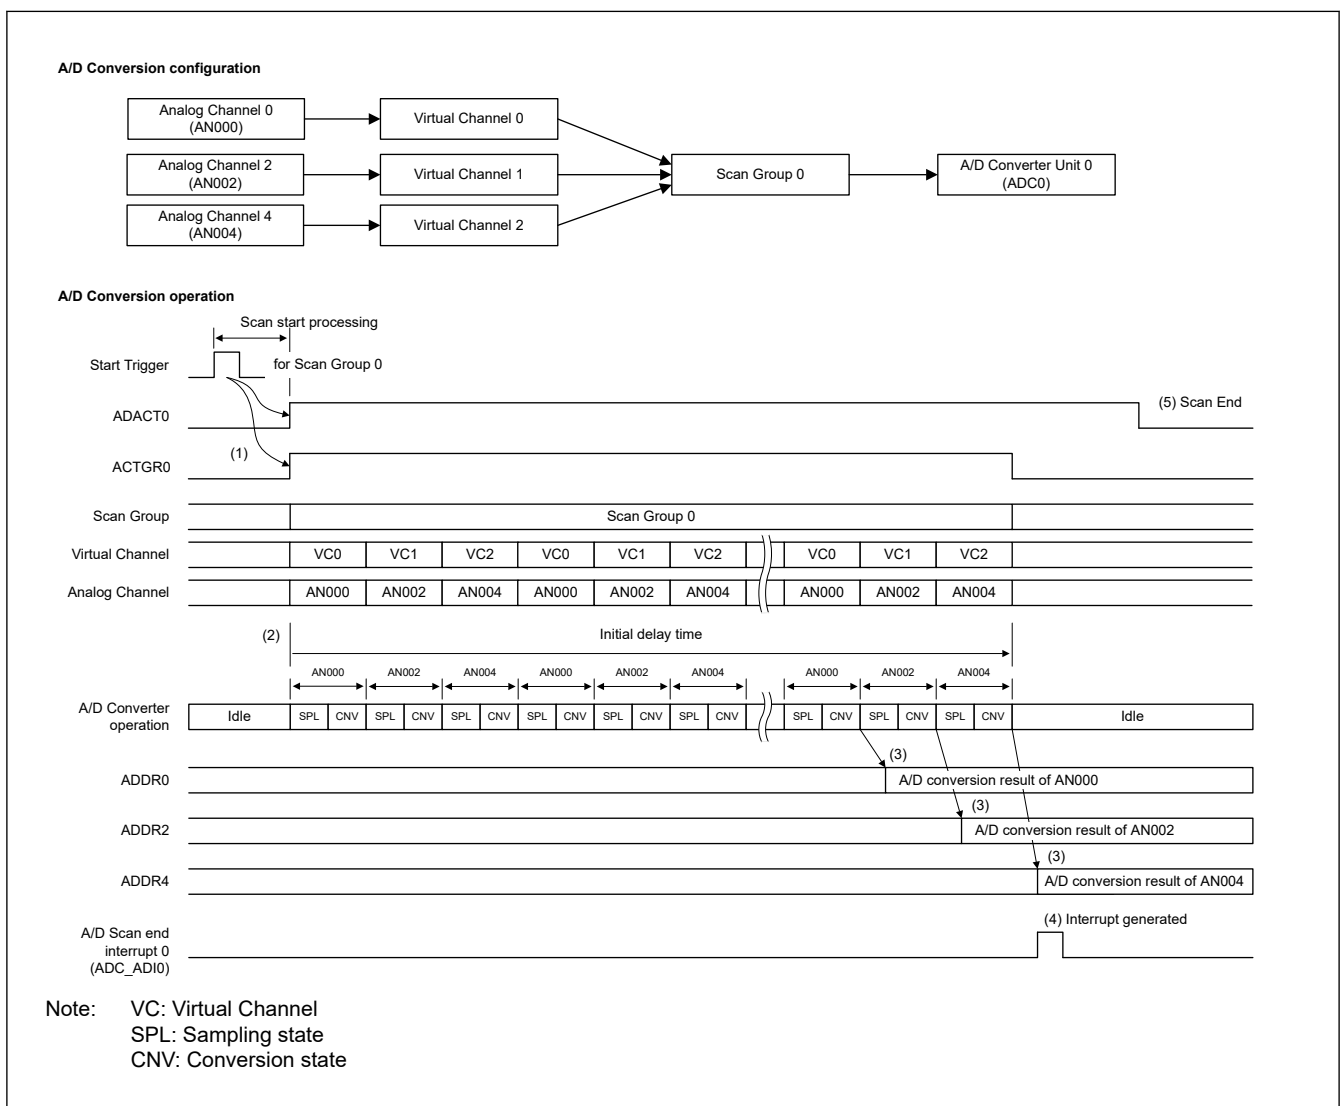 A/D Conversion configuration
Analog Channel 0
(AN000)
Virtual Channel 0
Analog Channel 2
(AN002)
Virtual Channel 1
Scan Group 0
A/D Converter Unit 0
(ADC0)
Analog Channel 4
(AN004)
Virtual Channel 2
A/D Conversion operation
Scan start processing
Start Trigger
for Scan Group 0
ADACT0
(5) Scan End
(1)
ACTGR0
Scan Group
Scan Group 0
Virtual Channel
VC0 VC1 VC2 VC0 VC1 VC2 VC0 VC1 VC2
Analog Channel
AN000 AN002 AN004 AN000 AN002 AN004 AN000 AN002 AN004
(2)
Initial delay time
AN000 AN002 AN004 AN000 AN002 AN004 AN000 AN002 AN004
A/D Converter
operation
Idle SPL CNV SPL CNV SPL CNV SPL CNV SPL CNV SPL CNV SPL CNV SPL CNV SPL CNV Idle
(3)
ADDR0
A/D conversion result of AN000
(3)
ADDR2
A/D conversion result of AN002
(3)
ADDR4
A/D conversion result of AN004
(4) Interrupt generated
A/D Scan end
interrupt 0
(ADC_ADI0)
Note: VC: Virtual Channel
SPL: Sampling state
CNV: Conversion state